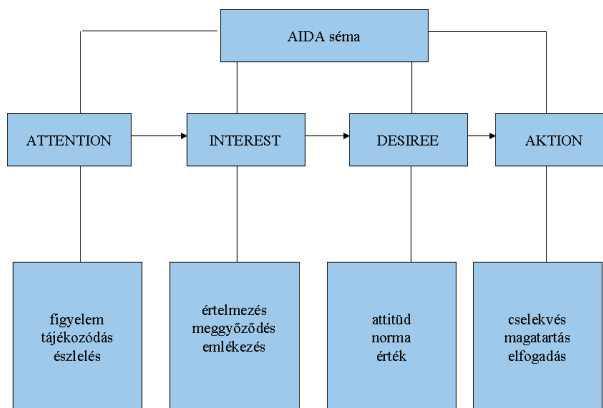 AIDA séma
ATTENTION
INTEREST
DESIREE
AKTION
figyelem
tájékozódás
észlelés
értelmezés
meggyőződés
emlékezés
attitűd
norma
érték
cselekvés
magatartás
elfogadás